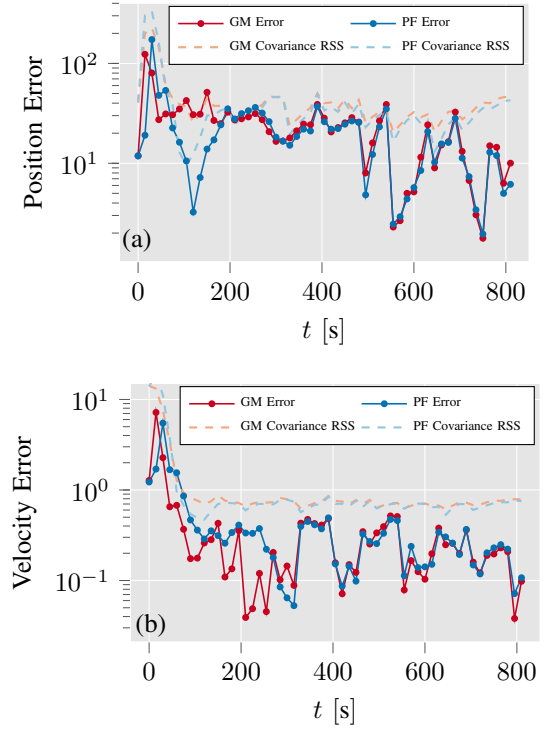 GM Error PF Error
GM Covariance RSS PF Covariance RSS
Position Error
10²
10¹
(a)
0 200 400 600 800
t [s]
GM Error PF Error
GM Covariance RSS PF Covariance RSS
Velocity Error
10¹
10⁰
10⁻¹
(b)
0 200 400 600 800
t [s]